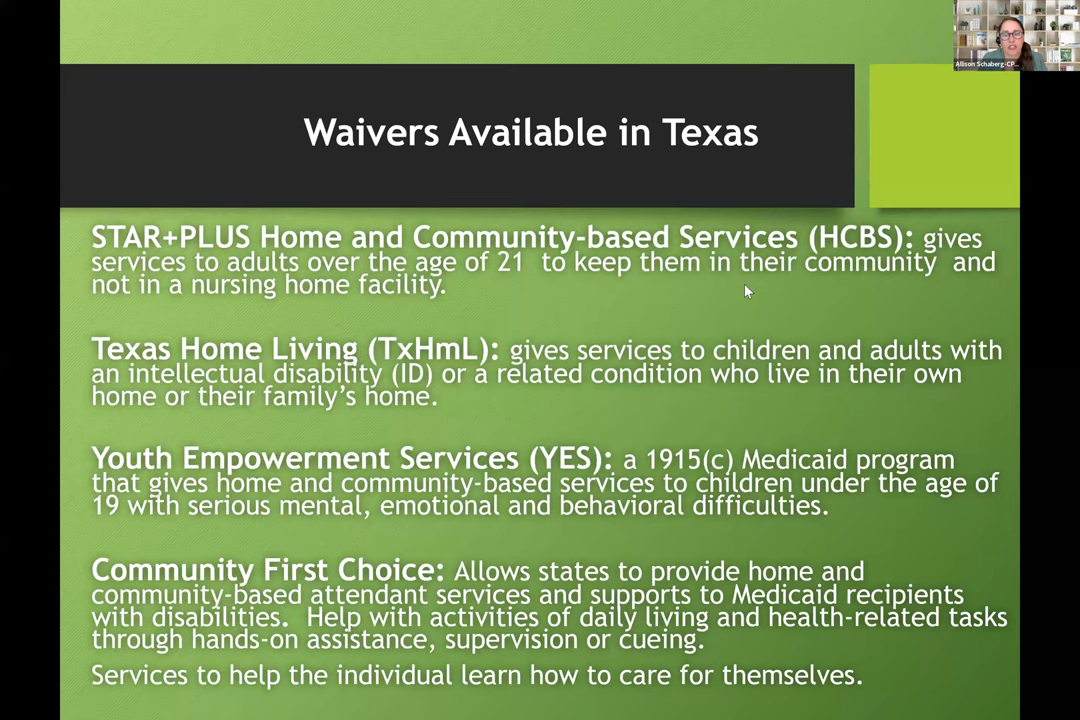 Allison Schaberg-CP...
Waivers Available in Texas
STAR+PLUS Home and Community-based Services (HCBS): gives
services to adults over the age of 21  to keep them in their community  and
not in a nursing home facility.
Texas Home Living (TxHmL): gives services to children and adults with
an intellectual disability (ID) or a related condition who live in their own
home or their family’s home.
Youth Empowerment Services (YES): a 1915(c) Medicaid program
that gives home and community-based services to children under the age of
19 with serious mental, emotional and behavioral difficulties.
Community First Choice: Allows states to provide home and
community-based attendant services and supports to Medicaid recipients
with disabilities.  Help with activities of daily living and health-related tasks
through hands-on assistance, supervision or cueing.
Services to help the individual learn how to care for themselves.